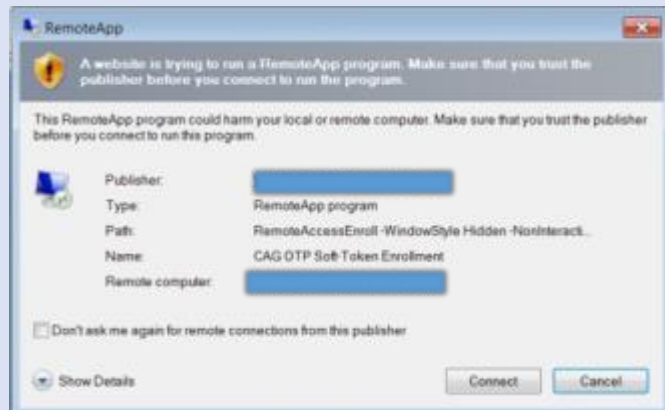 RemoteApp
A website is trying to run a RemoteApp program. Make sure that you trust the
publisher before you connect to run the program.
This RemoteApp program could harm your local or remote computer. Make sure that you trust the publisher
before you connect to run this program.
Publisher:
Type: RemoteApp program
Path: RemoteAccessEnroll -WindowStyle Hidden -NonInteracti...
Name: CAG OTP Soft-Token Enrollment
Remote computer:
Don't ask me again for remote connections from this publisher
Show Details Connect Cancel